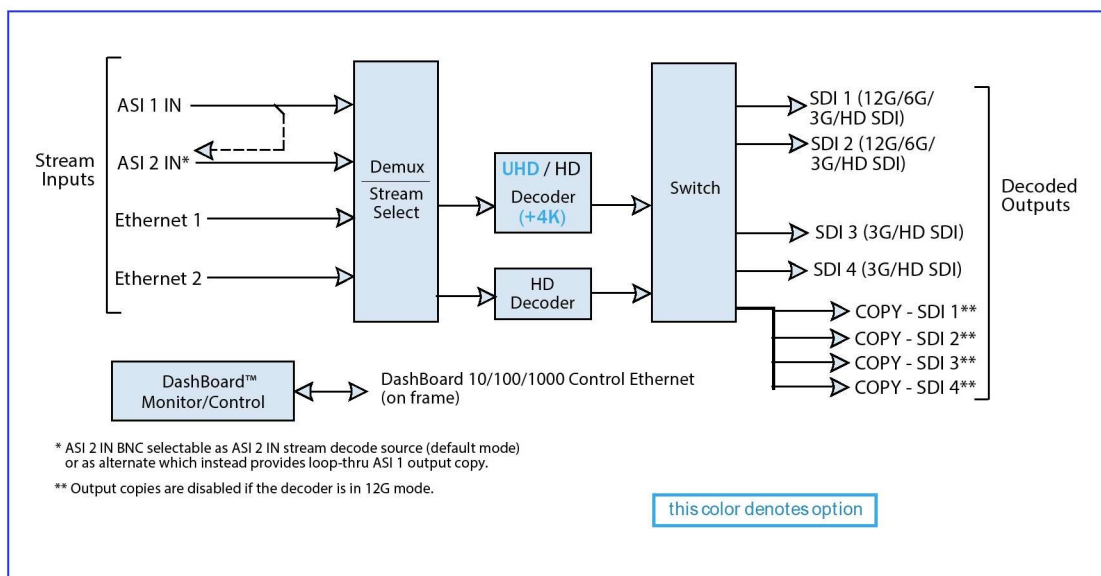 Stream
Inputs
ASI 1 IN
ASI 2 IN*
Ethernet 1
Ethernet 2
Demux
Stream
Select
UHD / HD
Decoder
(+4K)
HD
Decoder
Switch
SDI 1 (12G/6G/
3G/HD SDI)
SDI 2 (12G/6G/
3G/HD SDI)
SDI 3 (3G/HD SDI)
SDI 4 (3G/HD SDI)
COPY - SDI 1**
COPY - SDI 2**
COPY - SDI 3**
COPY - SDI 4**
Decoded
Outputs
DashBoard™
Monitor/Control
DashBoard 10/100/1000 Control Ethernet
(on frame)
* ASI 2 IN BNC selectable as ASI 2 IN stream decode source (default mode)
or as alternate which instead provides loop-thru ASI 1 output copy.
** Output copies are disabled if the decoder is in 12G mode.
this color denotes option